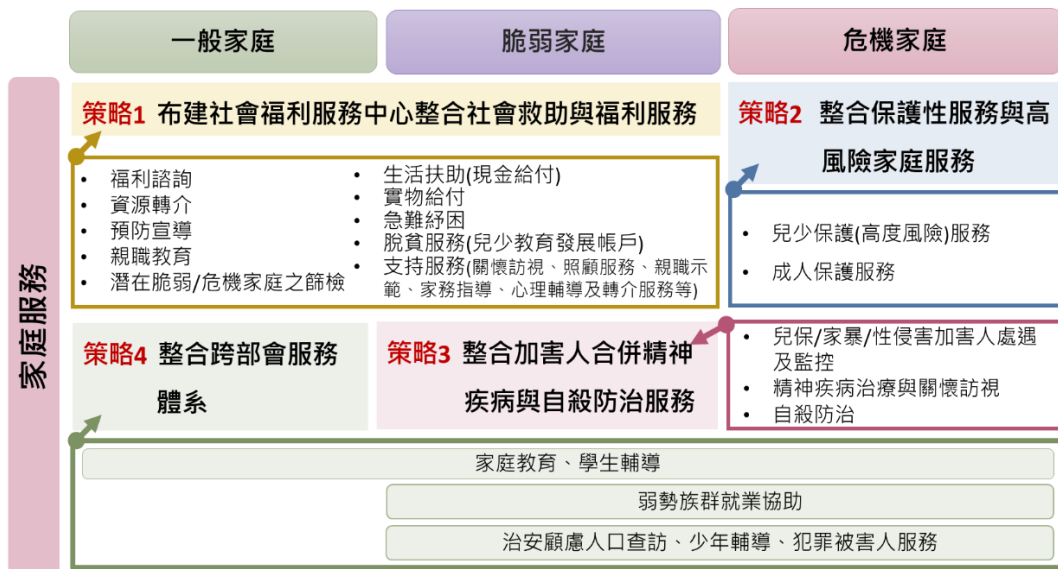 一般家庭
脆弱家庭
危機家庭
家庭服務
策略1 布建社會福利服務中心整合社會救助與福利服務
• 福利諮詢
• 資源轉介
• 預防宣導
• 親職教育
• 潛在脆弱/危機家庭之篩檢
• 生活扶助(現金給付)
• 實物給付
• 急難紓困
• 脫貧服務(兒少教育發展帳戶)
• 支持服務(關懷訪視、照顧服務、親職示
範、家務指導、心理輔導及轉介服務等)
策略2 整合保護性服務與高
風險家庭服務
• 兒少保護(高度風險)服務
• 成人保護服務
策略4 整合跨部會服務
體系
策略3 整合加害人合併精神
疾病與自殺防治服務
• 兒保/家暴/性侵害加害人處遇
及監控
• 精神疾病治療與關懷訪視
• 自殺防治
家庭教育、學生輔導
弱勢族群就業協助
治安顧慮人口查訪、少年輔導、犯罪被害人服務